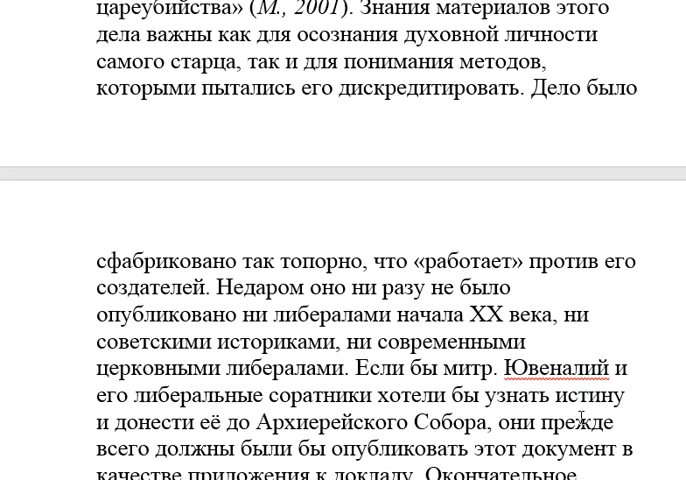 цареубийства» (М., 2001). Знания материалов этого
дела важны как для осознания духовной личности
самого старца, так и для понимания методов,
которыми пытались его дискредитировать. Дело было
сфабриковано так топорно, что «работает» против его
создателей. Недаром оно ни разу не было
опубликовано ни либералами начала XX века, ни
советскими историками, ни современными
церковными либералами. Если бы митр. Ювеналий и
его либеральные соратники хотели бы узнать истину
и донести её до Архиерейского Собора, они прежде
всего должны были бы опубликовать этот документ в
качестве приложения к докладу. Окончательное